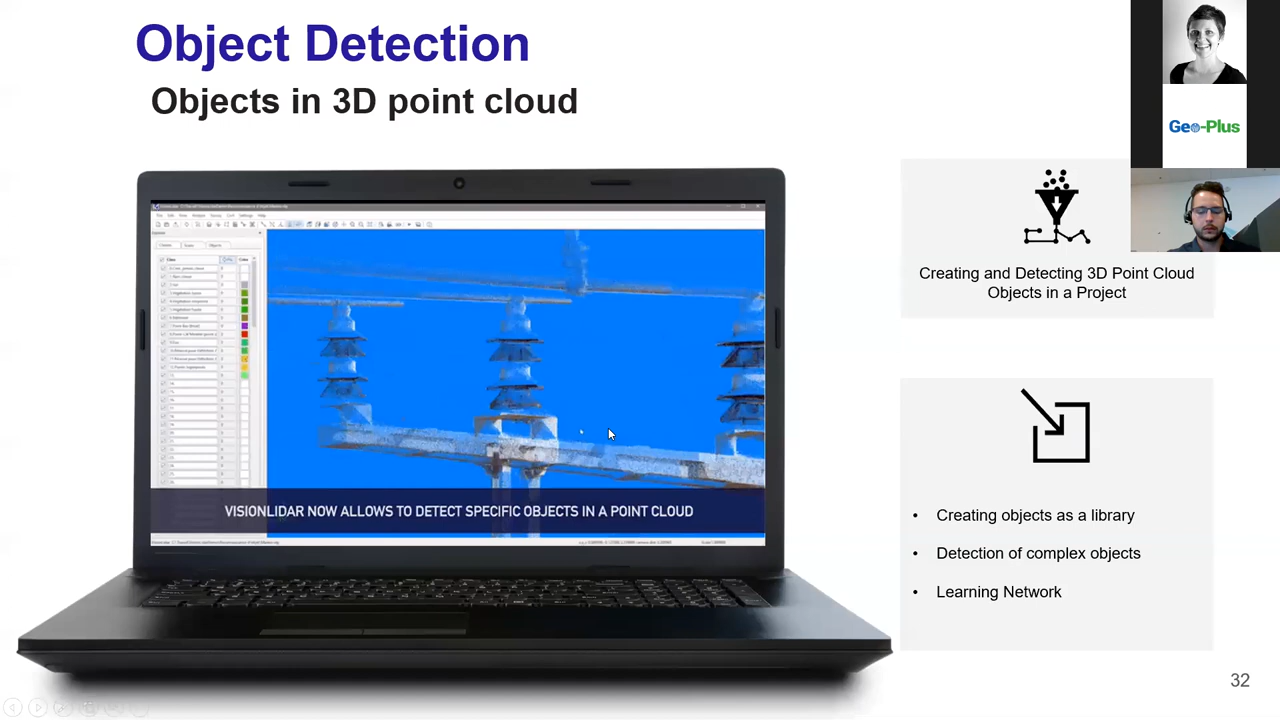 Object Detection
Objects in 3D point cloud
Geo-Plus
Creating and Detecting 3D Point Cloud
Objects in a Project
VISIONLIDAR NOW ALLOWS TO DETECT SPECIFIC OBJECTS IN A POINT CLOUD
• Creating objects as a library
• Detection of complex objects
• Learning Network
32